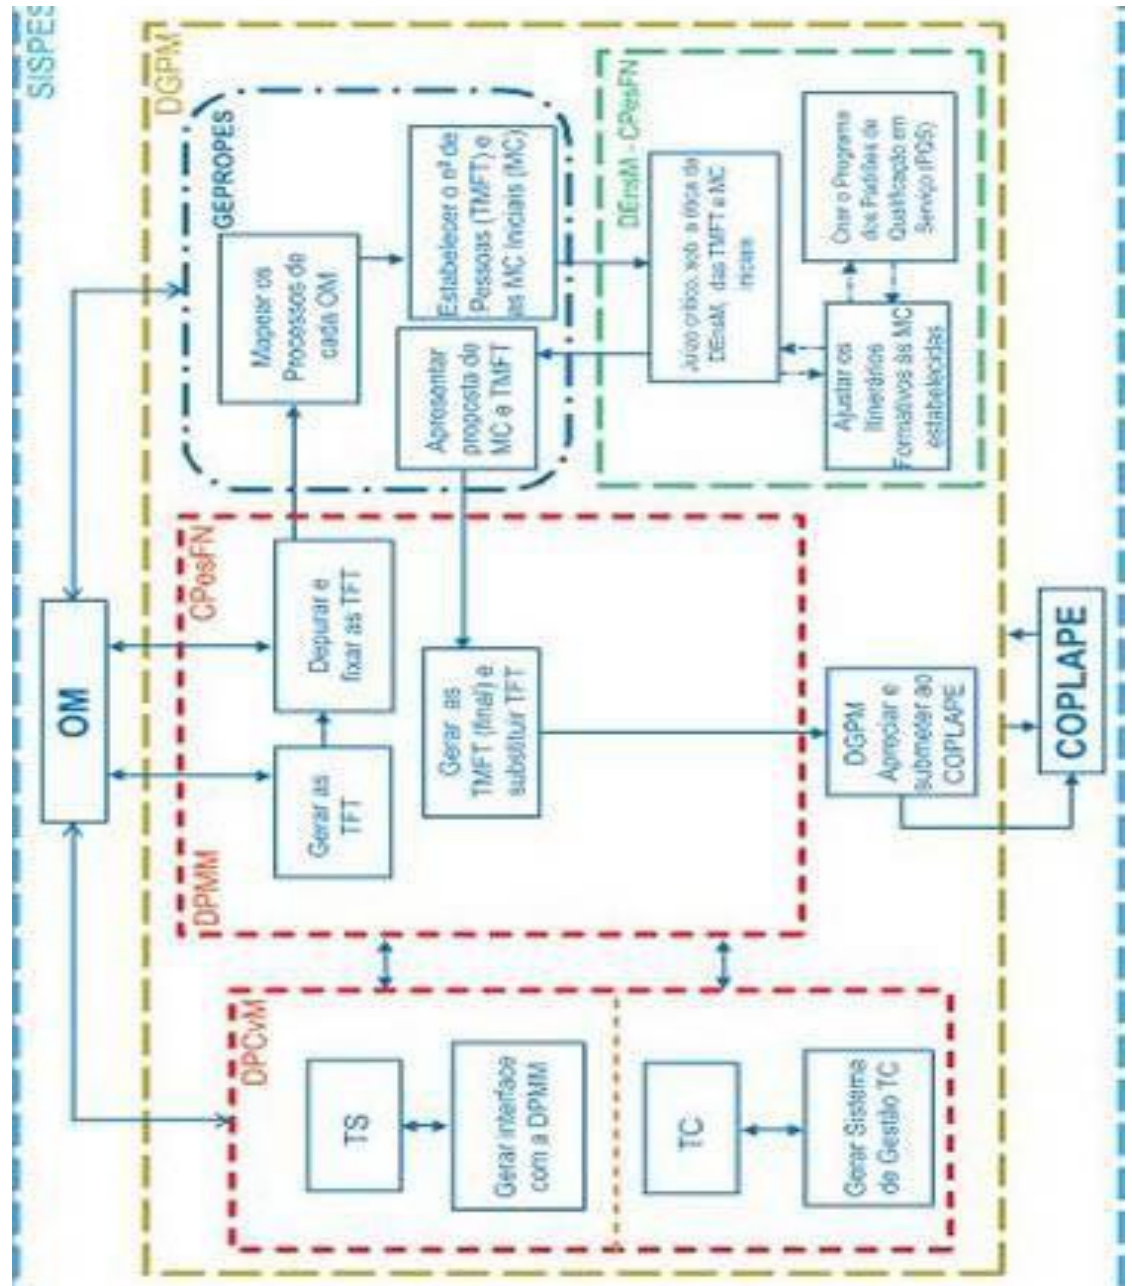 SISPES
OM
DGPM
DPCvM
TS
Gerar interface
com a DPMM
TC
Gerar Sistema
de Gestão TC
DPMM
CPesFN
Gerar as
TFT
Depurar e
fixar as TFT
Gerar as
TMFT (final) e
substituir TFT
GEPROPES
Mapear os
Processos de
cada OM
Estabelecer o nº de
Pessoas (TMFT) e
as MC Iniciais (MC)
Apresentar
proposta de
MC e TMFT
DEnsM - CPesFN
Juízo crítico, sob a ótica da
DEnsM, das TMFT e MC
iniciais
Criar o Programa
dos Padrões de
Qualificação em
Serviço (PQS)
Ajustar os
Itinerários
Formativos às MC
estabelecidas
DGPM
Apreciar e
submeter ao
COPLAPE
COPLAPE